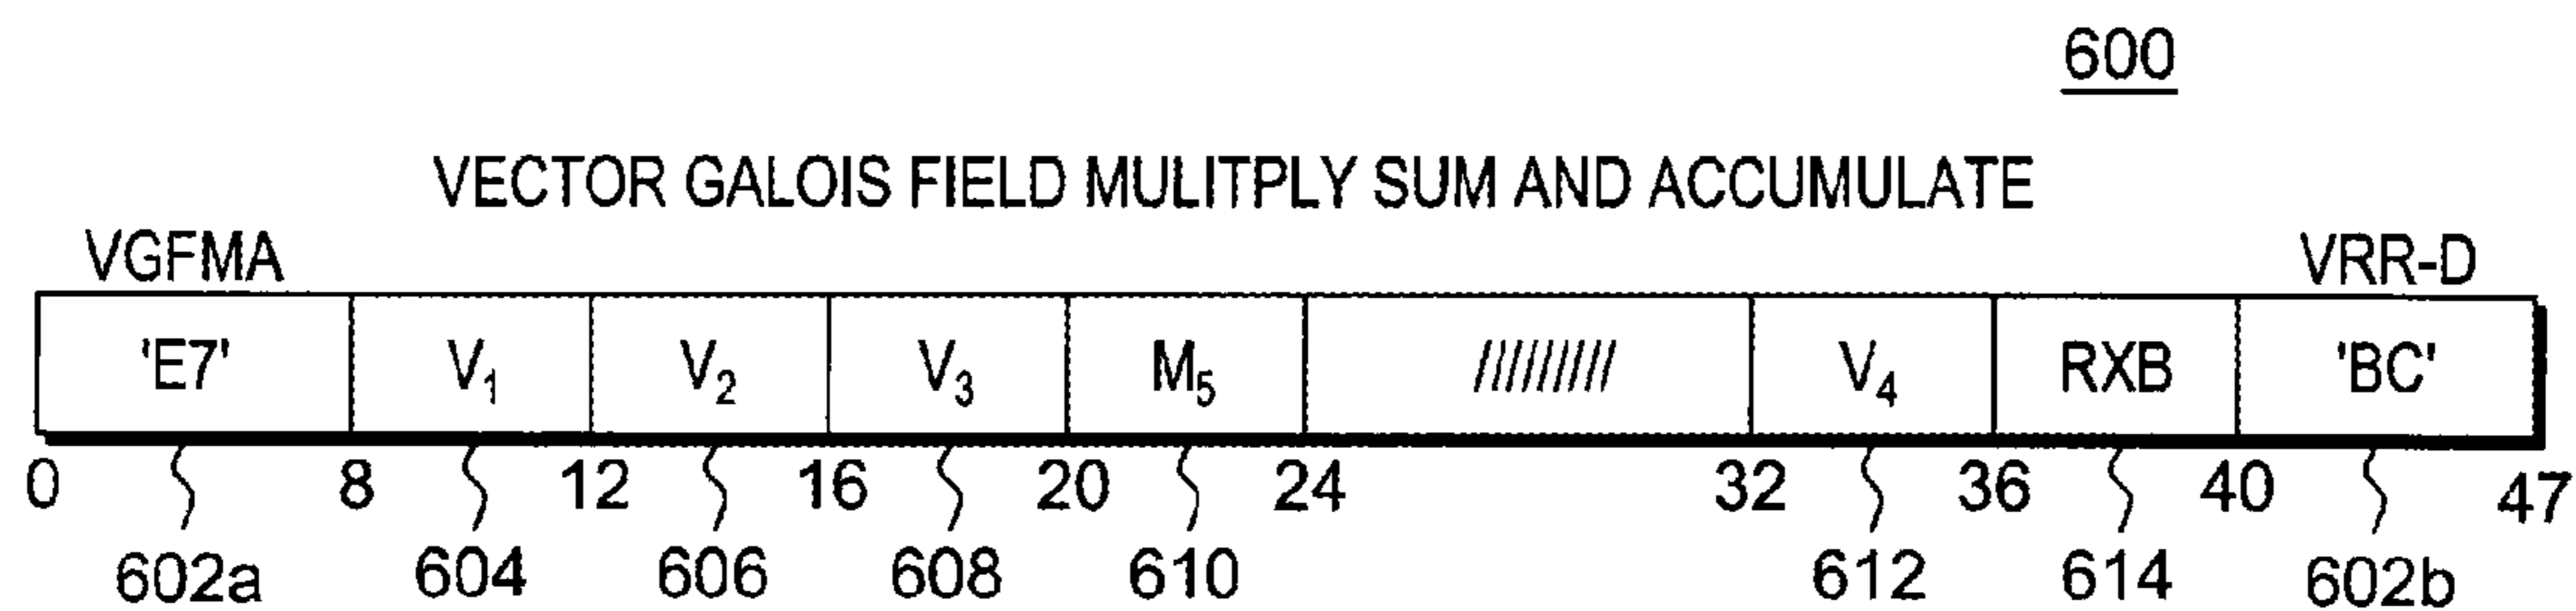 600
VECTOR GALOIS FIELD MULITPLY SUM AND ACCUMULATE
VGFMA VRR-D
'E7' V1 V2 V3 M5 ///////// V4 RXB 'BC'
0 8 12 16 20 24 32 36 40 47
602a 604 606 608 610 612 614 602b